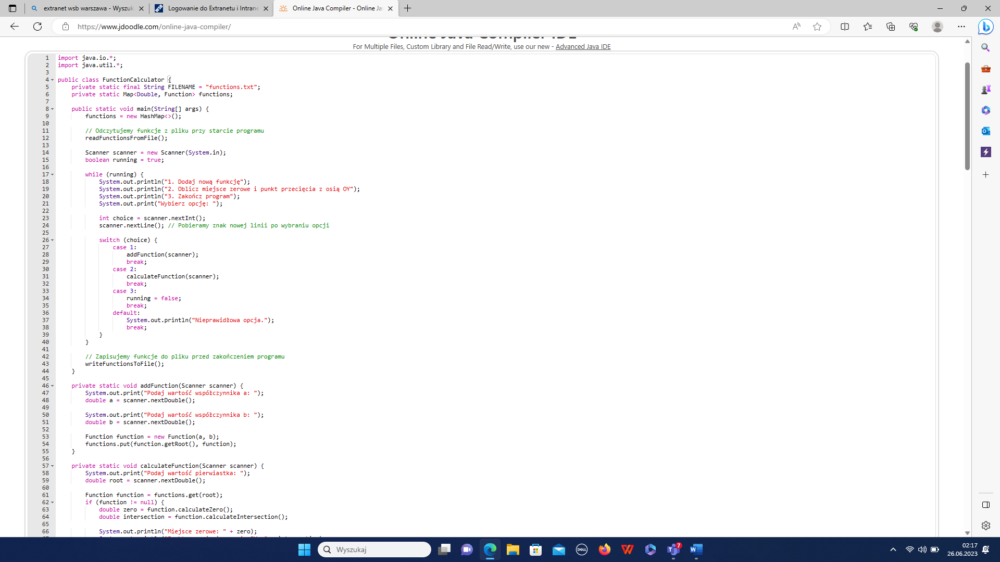 extranet wsb warszawa - Wyszuk
Logowanie do Extranetu i Intrane
Online Java Compiler - Online Ja
https://www.jdoodle.com/online-java-compiler/
Online Java Compiler IDE
For Multiple Files, Custom Library and File Read/Write, use our new - Advanced Java IDE
1 import java.io.*;
2 import java.util.*;
3
4 public class FunctionCalculator {
5 private static final String FILENAME = "functions.txt";
6 private static Map<Double, Function> functions;
7
8 public static void main(String[] args) {
9 functions = new HashMap<>();
10
11 // Odczytujemy funkcje z pliku przy starcie programu
12 readFunctionsFromFile();
13
14 Scanner scanner = new Scanner(System.in);
15 boolean running = true;
16
17 while (running) {
18 System.out.println("1. Dodaj nową funkcję");
19 System.out.println("2. Oblicz miejsce zerowe i punkt przecięcia z osią OY");
20 System.out.println("3. Zakończ program");
21 System.out.print("Wybierz opcję: ");
22
23 int choice = scanner.nextInt();
24 scanner.nextLine(); // Pobieramy znak nowej linii po wybraniu opcji
25
26 switch (choice) {
27 case 1:
28 addFunction(scanner);
29 break;
30 case 2:
31 calculateFunction(scanner);
32 break;
33 case 3:
34 running = false;
35 break;
36 default:
37 System.out.println("Nieprawidłowa opcja.");
38 break;
39 }
40 }
41
42 // Zapisujemy funkcje do pliku przed zakończeniem programu
43 writeFunctionsToFile();
44 }
45
46 private static void addFunction(Scanner scanner) {
47 System.out.print("Podaj wartość współczynnika a: ");
48 double a = scanner.nextDouble();
49
50 System.out.print("Podaj wartość współczynnika b: ");
51 double b = scanner.nextDouble();
52
53 Function function = new Function(a, b);
54 functions.put(function.getRoot(), function);
55 }
56
57 private static void calculateFunction(Scanner scanner) {
58 System.out.print("Podaj wartość pierwiastka: ");
59 double root = scanner.nextDouble();
60
61 Function function = functions.get(root);
62 if (function != null) {
63 double zero = function.calculateZero();
64 double intersection = function.calculateIntersection();
65
66 System.out.println("Miejsce zerowe: " + zero);
Wyszukaj
DELL
7
02:17
26.06.2023